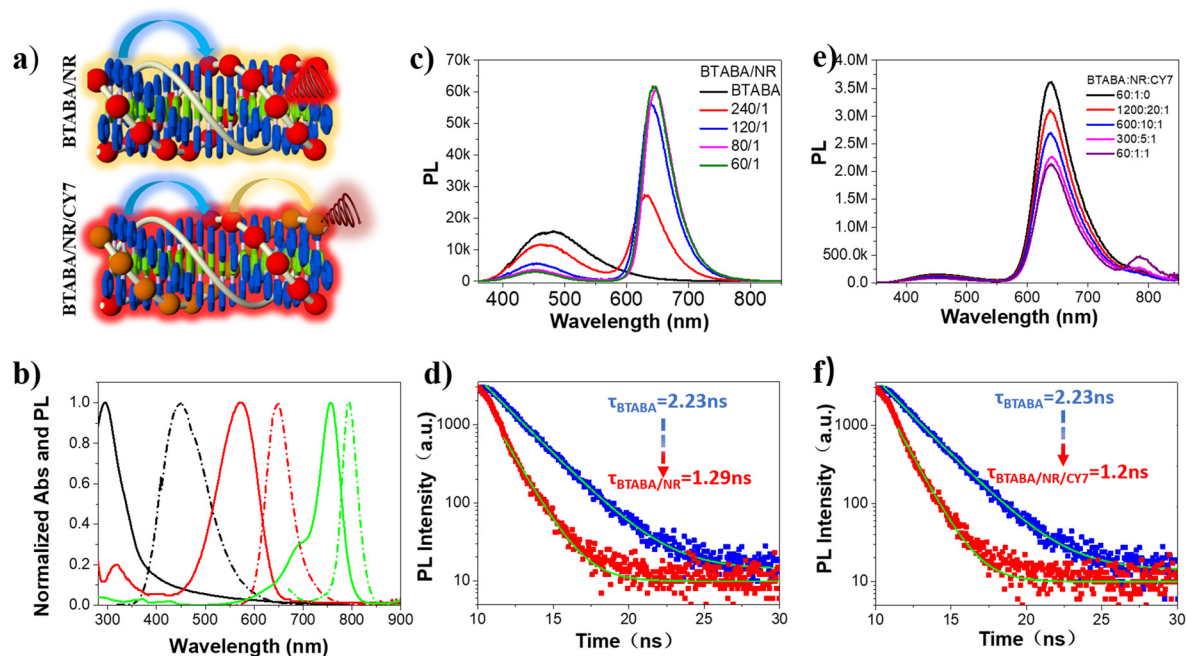 a)
BTABA/NR
BTABA/NR/CY7
b)
Normalized Abs and PL
1.0
0.8
0.6
0.4
0.2
0.0
300 400 500 600 700 800 900
Wavelength (nm)
c)
PL
70k
60k
50k
40k
30k
20k
10k
0
BTABA/NR
BTABA
240/1
120/1
80/1
60/1
400 500 600 700 800
Wavelength (nm)
d)
PL Intensity (a.u.)
1000
100
10
τBTABA=2.23ns
τBTABA/NR=1.29ns
10 15 20 25 30
Time (ns)
e)
PL
4.0M
3.5M
3.0M
2.5M
2.0M
1.5M
1.0M
500.0k
0.0
BTABA:NR:CY7
60:1:0
1200:20:1
600:10:1
300:5:1
60:1:1
400 500 600 700 800
Wavelength (nm)
f)
PL Intensity (a.u.)
1000
100
10
τBTABA=2.23ns
τBTABA/NR/CY7=1.2ns
10 15 20 25 30
Time (ns)